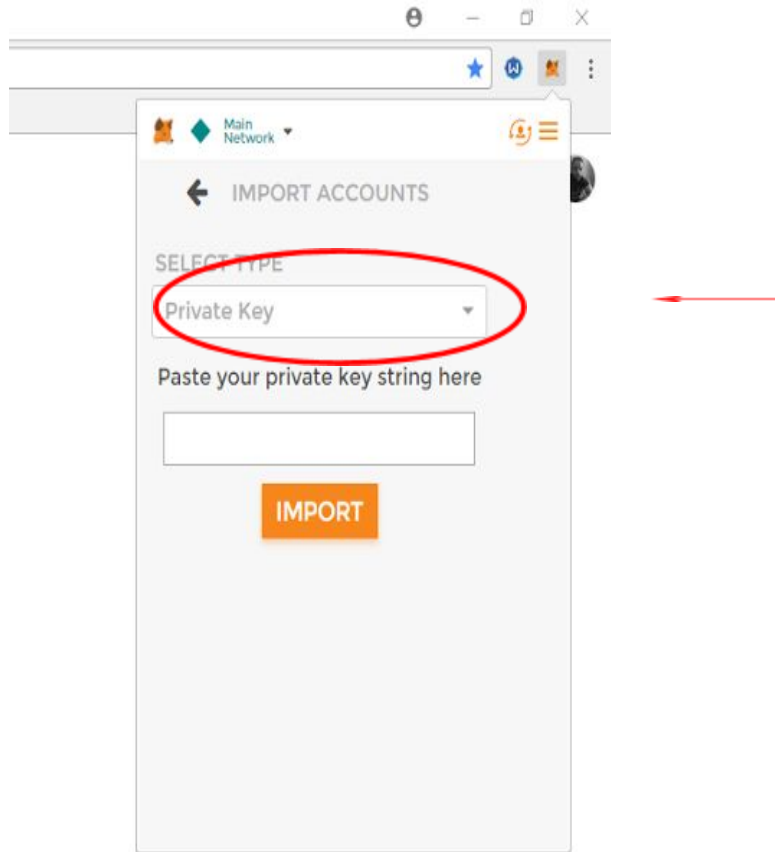 Main
Network
IMPORT ACCOUNTS
SELECT TYPE
Private Key
Paste your private key string here
IMPORT